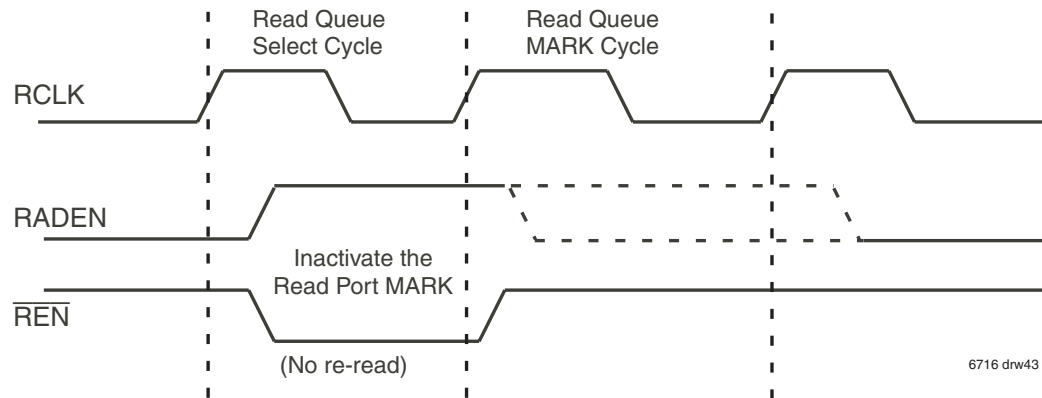 Read Queue
Select Cycle
Read Queue
MARK Cycle
RCLK
RADEN
Inactivate the
Read Port MARK
REN
(No re-read)
6716 drw43